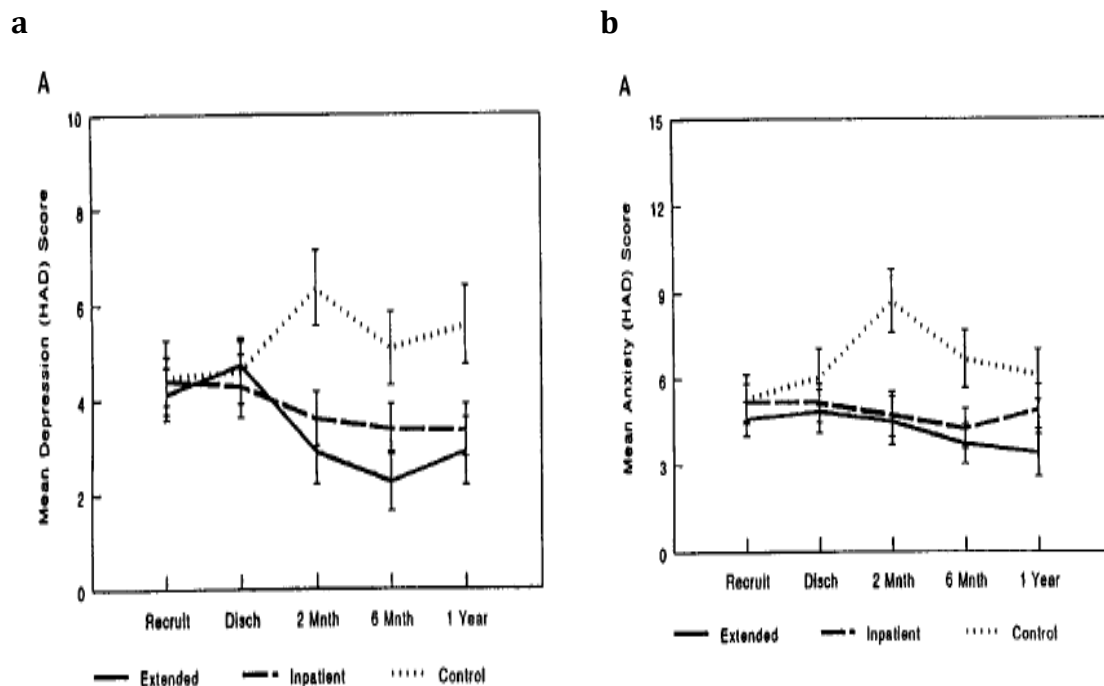 a
b
A
A
Mean Depression (HAD) Score
10
8
6
4
2
0
Recruit Disch 2 Mnth 6 Mnth 1 Year
Extended Inpatient Control
Mean Anxiety (HAD) Score
15
12
9
6
3
0
Recruit Disch 2 Mnth 6 Mnth 1 Year
Extended Inpatient Control